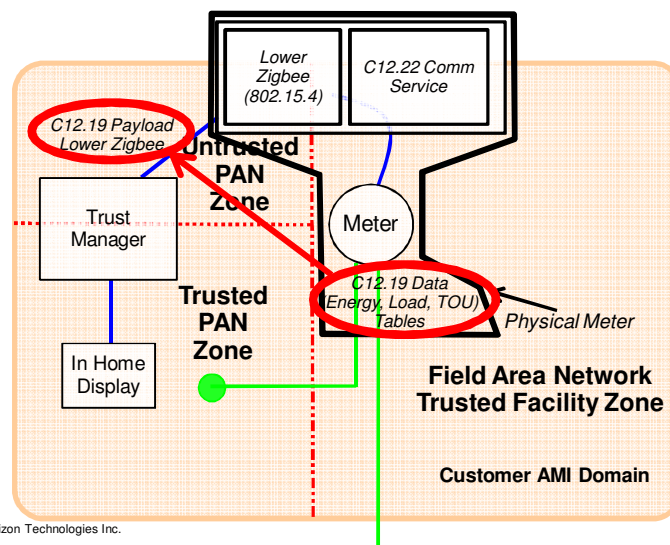 Lower
Zigbee
(802.15.4)
C12.22 Comm
Service
C12.19 Payload
Lower Zigbee
Untrusted
PAN
Zone
Trust
Manager
Meter
C12.19 Data
(Energy, Load, TOU)
Tables
Physical Meter
Trusted
PAN
Zone
In Home
Display
Field Area Network
Trusted Facility Zone
Customer AMI Domain
izon Technologies Inc.